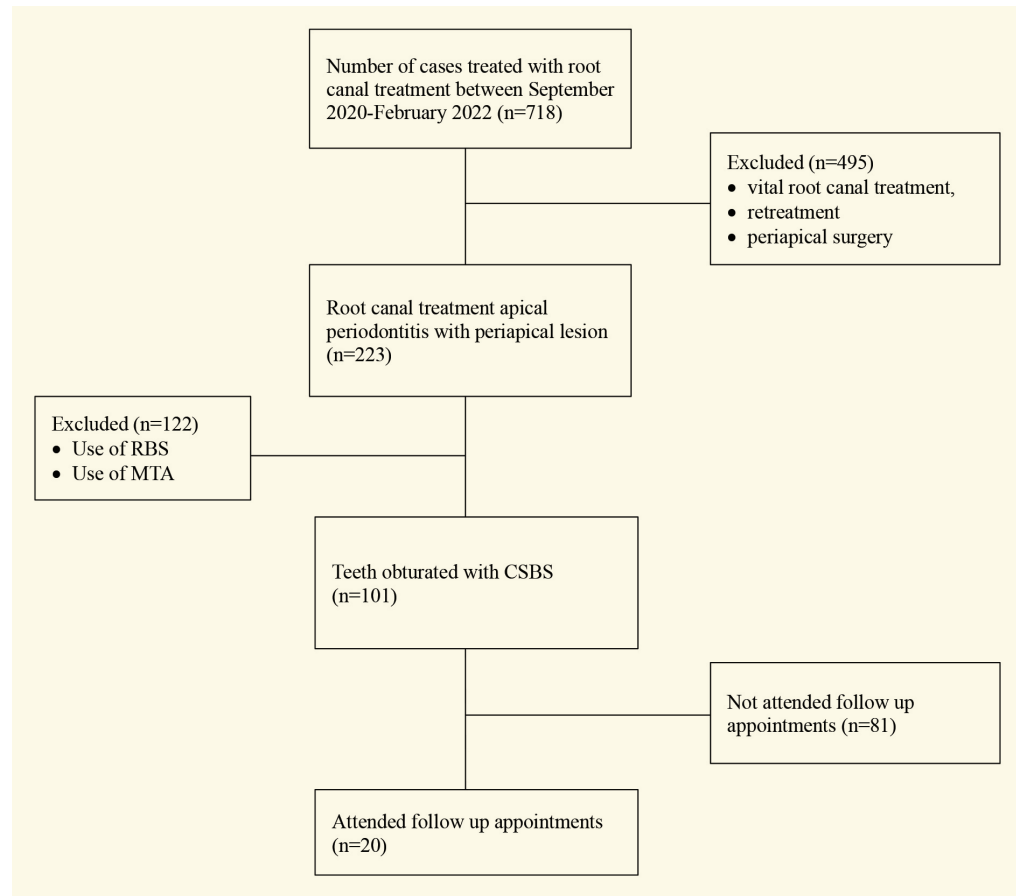 Number of cases treated with root
canal treatment between September
2020-February 2022 (n=718)
Excluded (n=495)
• vital root canal treatment,
• retreatment
• periapical surgery
Root canal treatment apical
periodontitis with periapical lesion
(n=223)
Excluded (n=122)
• Use of RBS
• Use of MTA
Teeth obturated with CSBS
(n=101)
Not attended follow up
appointments (n=81)
Attended follow up appointments
(n=20)